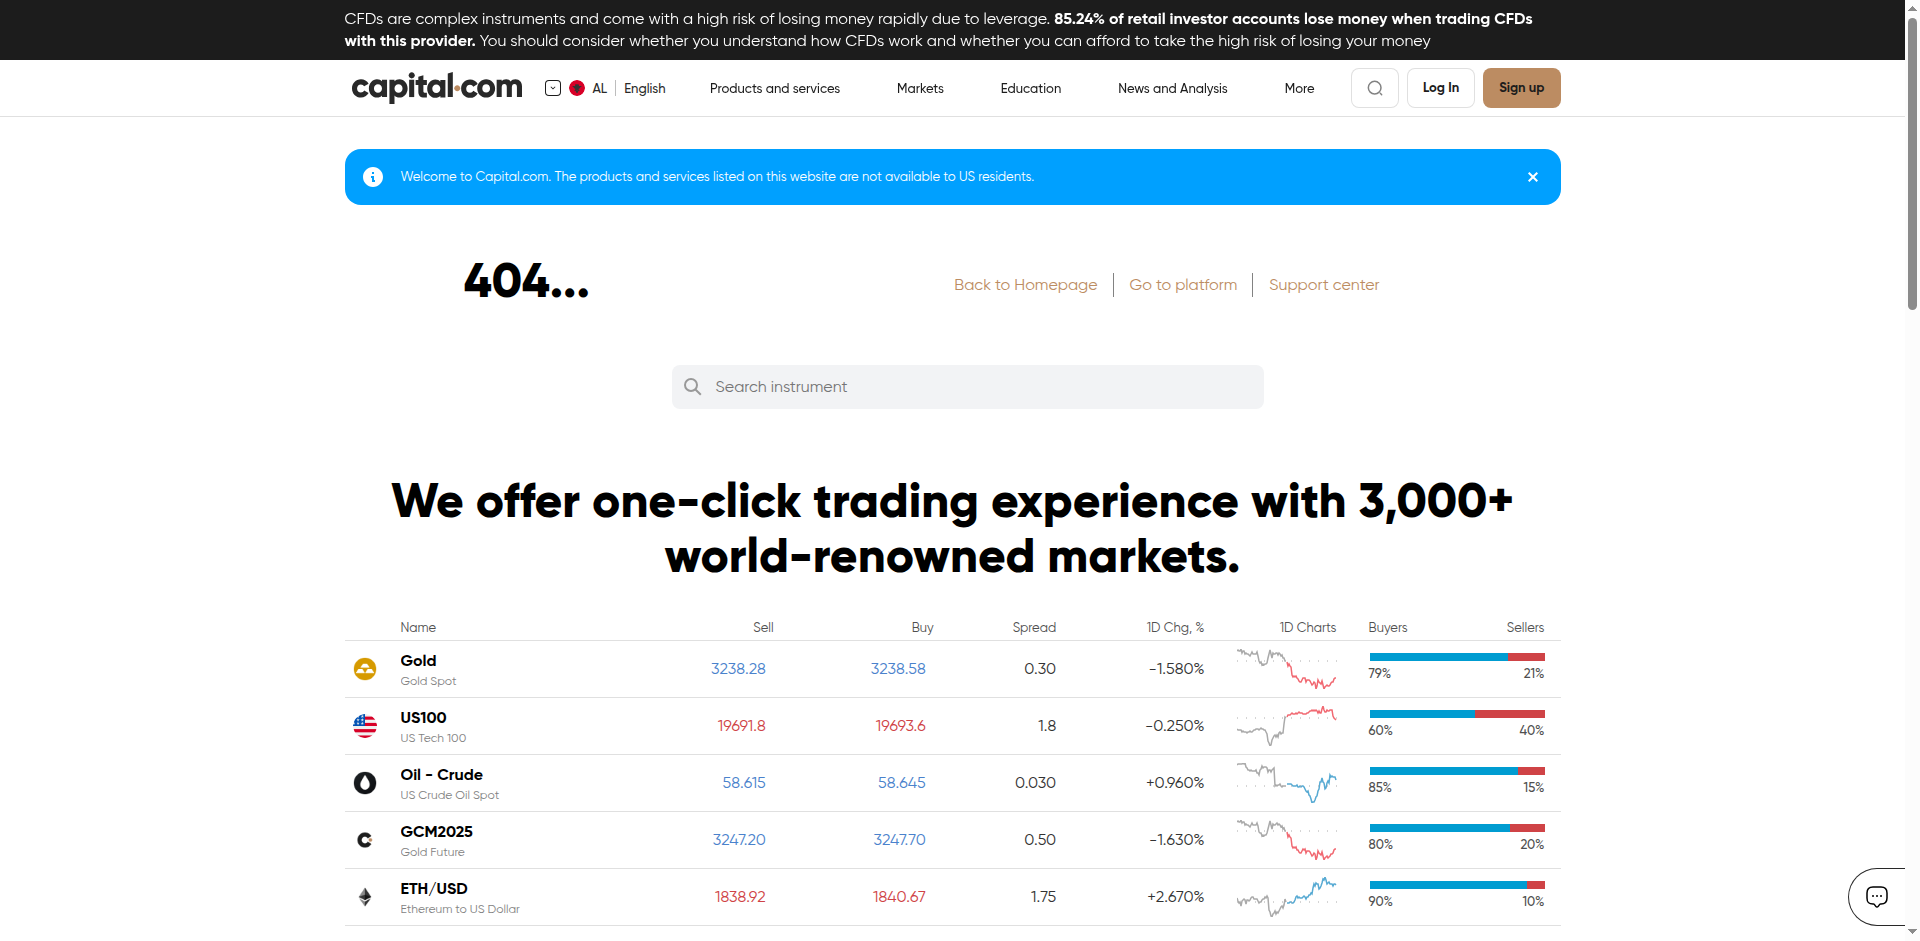 CFDs are complex instruments and come with a high risk of losing money rapidly due to leverage. 85.24% of retail investor accounts lose money when trading CFDs
with this provider. You should consider whether you understand how CFDs work and whether you can afford to take the high risk of losing your money
capital.com AL English Products and services Markets Education News and Analysis More Log In Sign up
Welcome to Capital.com. The products and services listed on this website are not available to US residents.
404... Back to Homepage Go to platform Support center
Search instrument
We offer one-click trading experience with 3,000+
world-renowned markets.
Name Sell Buy Spread 1D Chg, % 1D Charts Buyers Sellers
Gold 3238.28 3238.58 0.30 -1.580% 79% 21%
Gold Spot
US100 19691.8 19693.6 1.8 -0.250% 60% 40%
US Tech 100
Oil - Crude 58.615 58.645 0.030 +0.960% 85% 15%
US Crude Oil Spot
GCM2025 3247.20 3247.70 0.50 -1.630% 80% 20%
Gold Future
ETH/USD 1838.92 1840.67 1.75 +2.670% 90% 10%
Ethereum to US Dollar